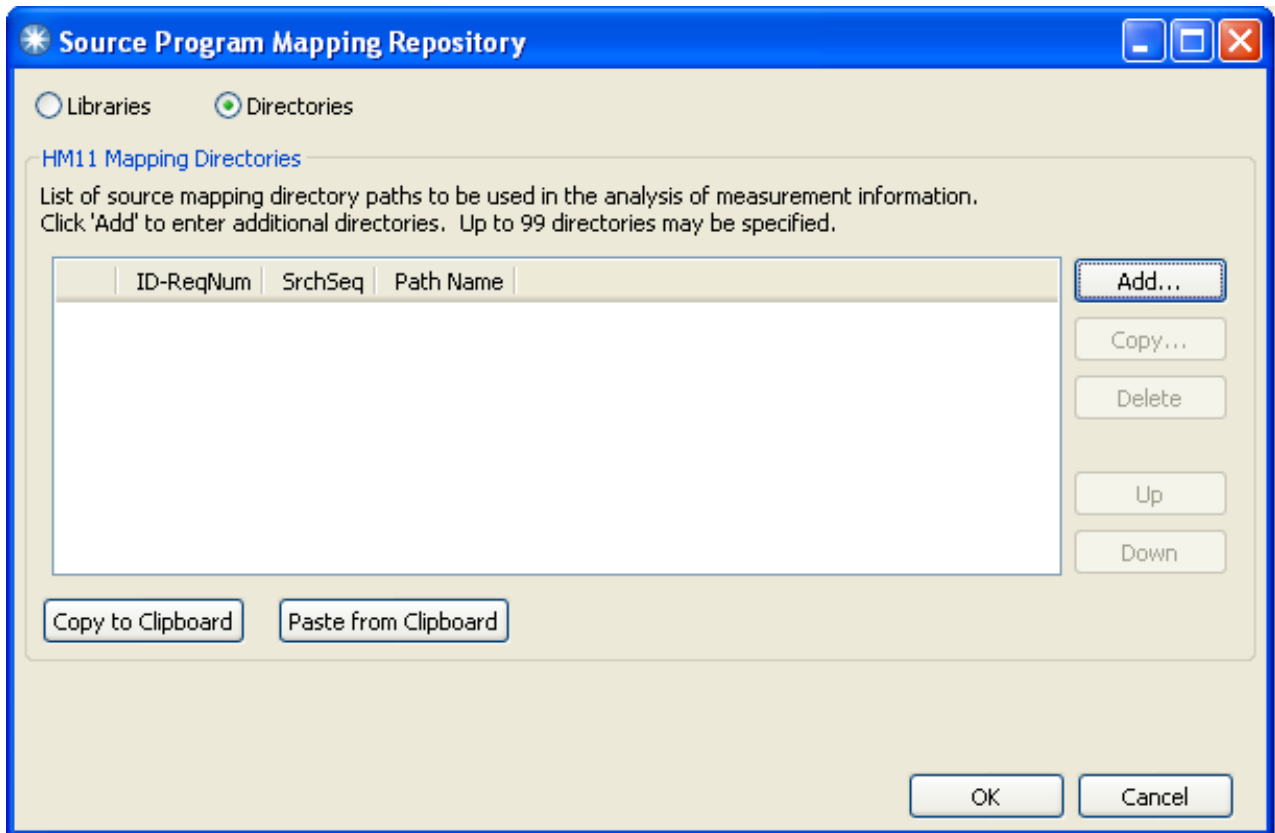 Source Program Mapping Repository
Libraries Directories
HM11 Mapping Directories
List of source mapping directory paths to be used in the analysis of measurement information.
Click 'Add' to enter additional directories. Up to 99 directories may be specified.
ID-ReqNum SrchSeq Path Name
Add...
Copy...
Delete
Up
Down
Copy to Clipboard Paste from Clipboard
OK Cancel